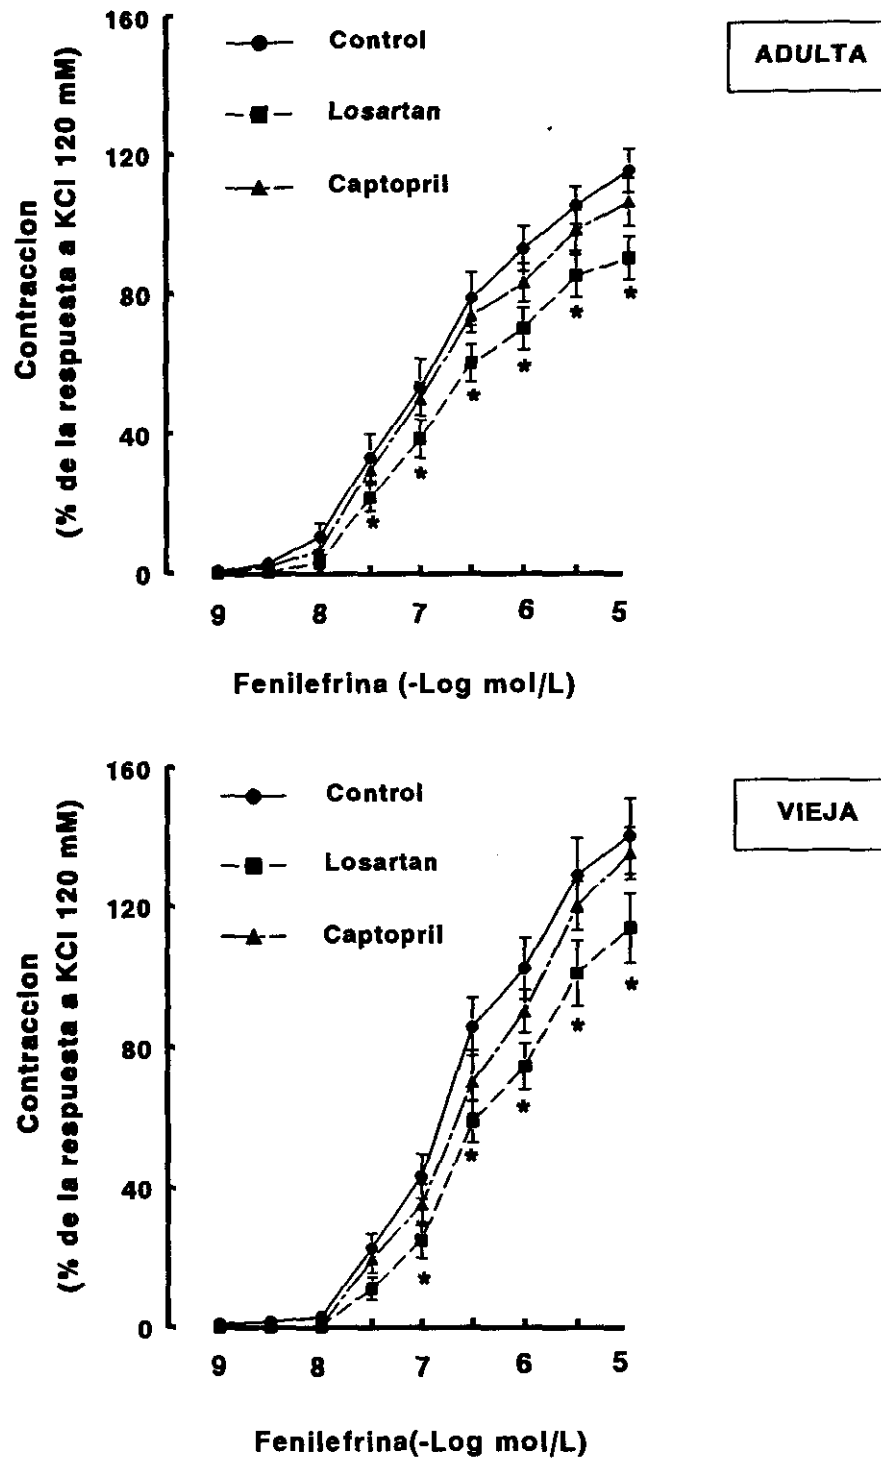 160
Control
ADULTA
Losartan
120
Captopril
Contraccion
(% de la respuesta a KCl 120 mM)
80
*
*
*
*
40
*
*
0
9 8 7 6 5
Fenilefrina (-Log mol/L)
160
Control
VIEJA
Losartan
120
Captopril
Contraccion
(% de la respuesta a KCl 120 mM)
*
*
80
*
*
40
*
0
9 8 7 6 5
Fenilefrina(-Log mol/L)